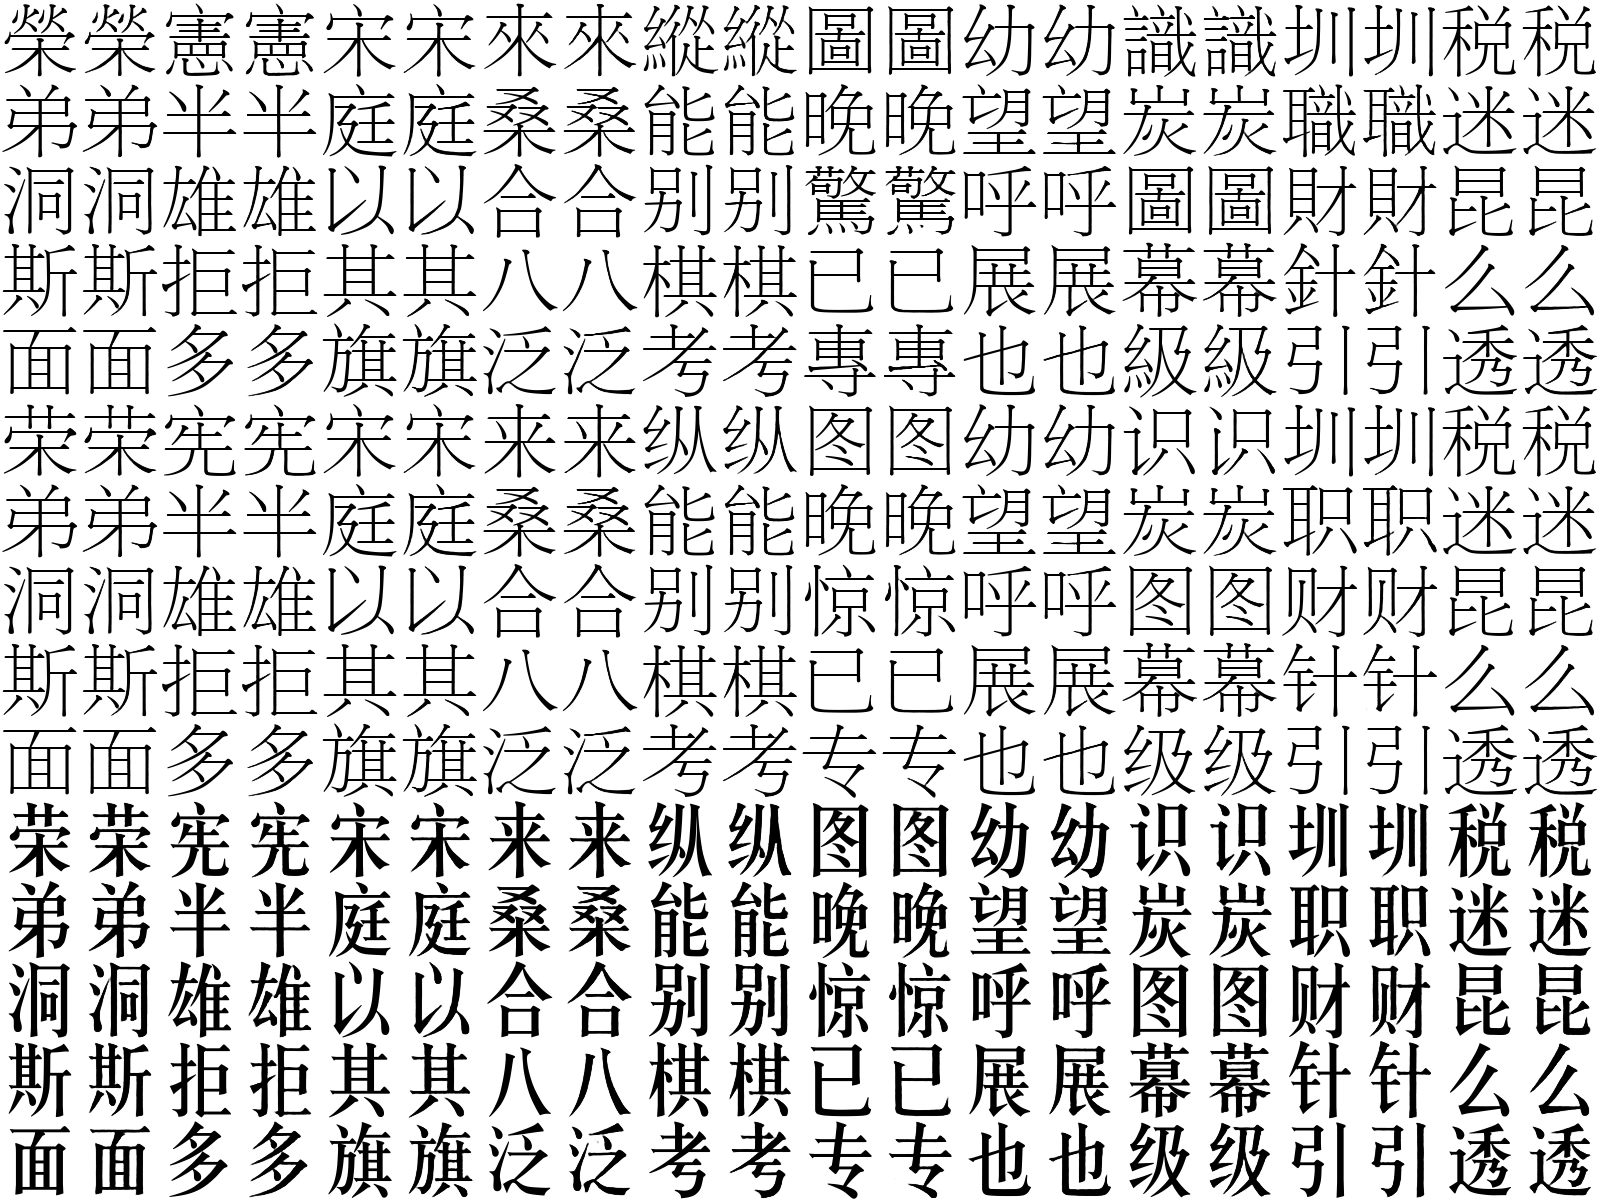 榮榮憲憲宋宋來來縱縱圖圖幼幼識識圳圳税税
弟弟半半庭庭桑桑能能晚晚望望炭炭職職迷迷
洞洞雄雄以以合合别别驚驚呼呼圖圖財財昆昆
斯斯拒拒其其八八棋棋已已展展幕幕針針么么
面面多多旗旗泛泛考考專專也也級級引引透透
荣荣宪宪宋宋来来纵纵图图幼幼识识圳圳税税
弟弟半半庭庭桑桑能能晚晚望望炭炭职职迷迷
洞洞雄雄以以合合别别惊惊呼呼图图财财昆昆
斯斯拒拒其其八八棋棋已已展展幕幕针针么么
面面多多旗旗泛泛考考专专也也级级引引透透
荣荣宪宪宋宋来来纵纵图图幼幼识识圳圳税税
弟弟半半庭庭桑桑能能晚晚望望炭炭职职迷迷
洞洞雄雄以以合合别别惊惊呼呼图图财财昆昆
斯斯拒拒其其八八棋棋已已展展幕幕针针么么
面面多多旗旗泛泛考考专专也也级级引引透透